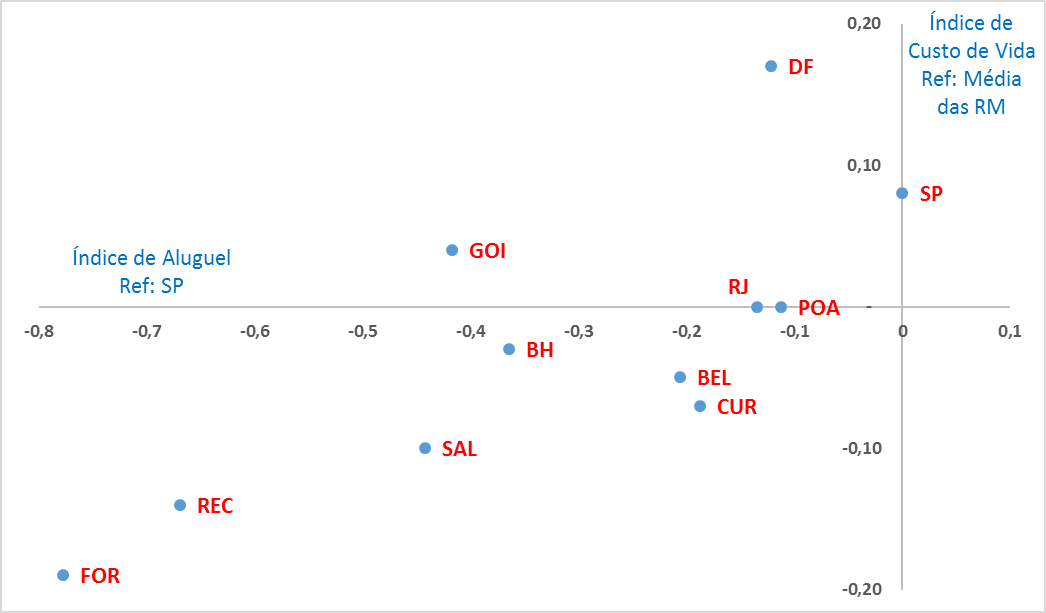 0,20
Índice de
Custo de Vida
Ref: Média
das RM
DF
0,10
SP
GOI
Índice de Aluguel
Ref: SP
RJ
POA
-
-0,8 -0,7 -0,6 -0,5 -0,4 -0,3 -0,2 -0,1 0 0,1
BH
BEL
CUR
SAL
-0,10
REC
FOR
-0,20